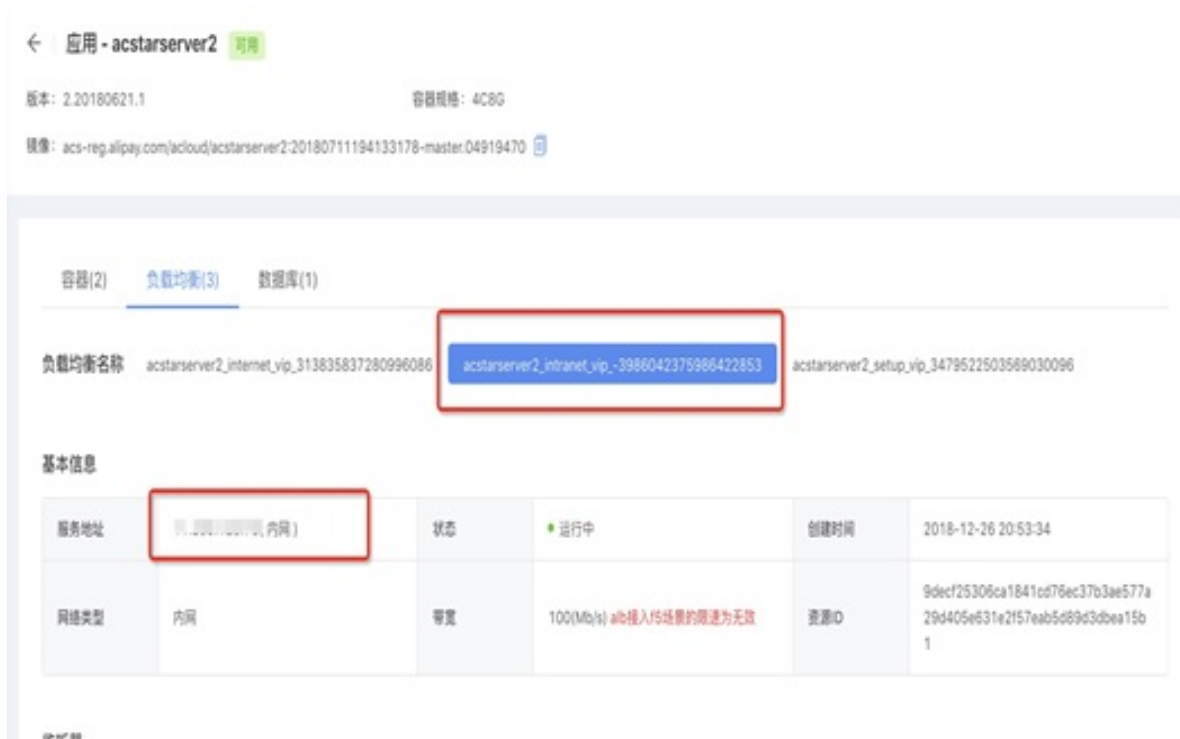 ← 应用 - acstarserver2 可用
版本: 2.20180621.1 容器规格: 4C8G
镜像: acs-reg.alipay.com/acloud/acstarserver2:20180711194133178-master.04919470
容器(2) 负载均衡(3) 数据库(1)
负载均衡名称 acstarserver2_internet_vip_313835837280996086 acstarserver2_intranet_vip_-3986042375986422853 acstarserver2_setup_vip_3479522503569030096
基本信息
服务地址 (内网) 状态 运行中 创建时间 2018-12-26 20:53:34
网络类型 内网 带宽 100(Mb/s) alb接入f5场景的限速为无效 资源ID 9decf25306ca1841cd76ec37b3ae577a
29d405e631e2f57eab5d89d3dbea15b
1